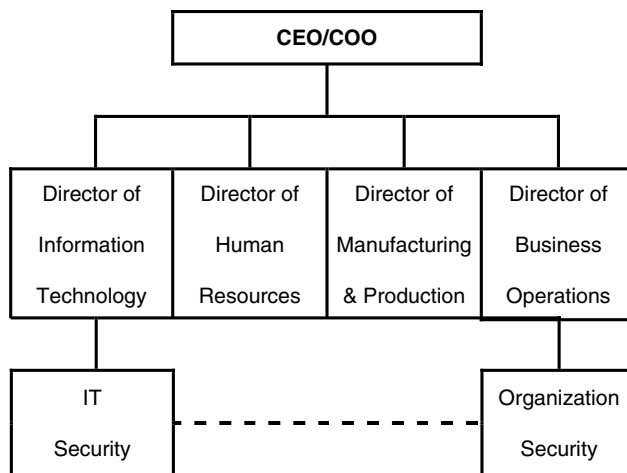 CEO/COO
Director of
Information
Technology
Director of
Human
Resources
Director of
Manufacturing
& Production
Director of
Business
Operations
IT
Security
Organization
Security